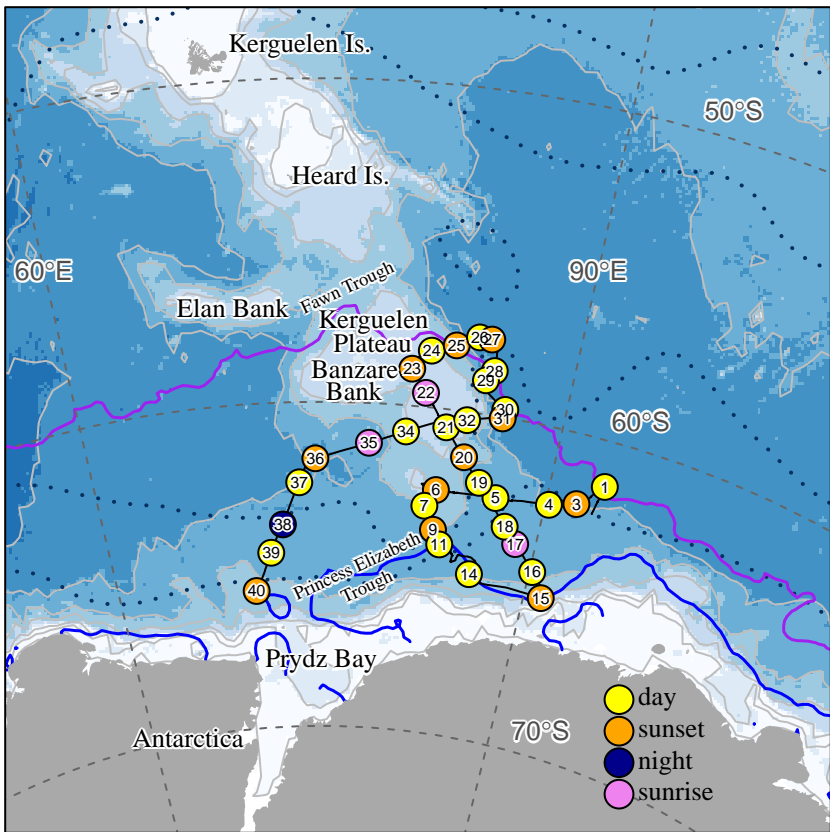 Kerguelen Is.
50°S
Heard Is.
60°E
90°E
Fawn Trough
Elan Bank
Kerguelen
Plateau
26
27
25
24
Banzare
Bank
23
28
29
22
30
31
60°S
32
21
34
35
36
20
37
19
6
5
1
4
3
7
38
18
9
17
11
39
Princess Elizabeth
Trough
14
16
40
15
Prydz Bay
Antarctica
70°S
day
sunset
night
sunrise